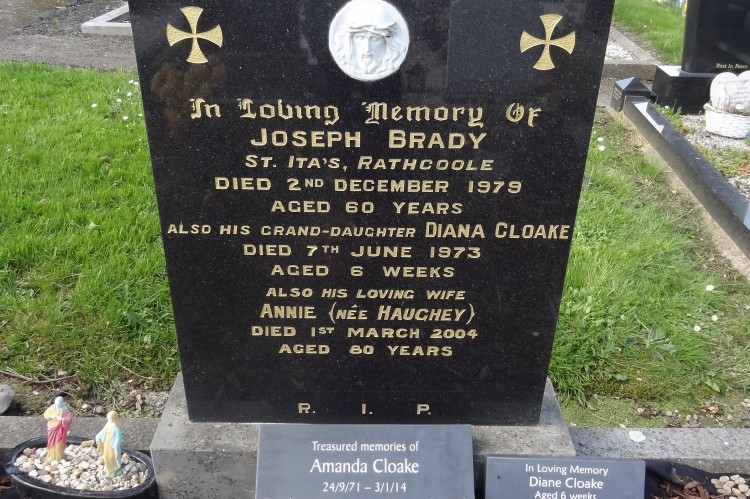 In Loving Memory Of
JOSEPH BRADY
ST. ITA'S, RATHCOOLE
DIED 2ND DECEMBER 1979
AGED 60 YEARS
ALSO HIS GRAND-DAUGHTER DIANA CLOAKE
DIED 7TH JUNE 1973
AGED 6 WEEKS
ALSO HIS LOVING WIFE
ANNIE (NÉE HAUGHEY)
DIED 1ST MARCH 2004
AGED 80 YEARS
R. I. P.
Treasured memories of
Amanda Cloake
24/9/71 – 3/1/14
In Loving Memory
Diane Cloake
Aged 6 weeks
Rest in Peace